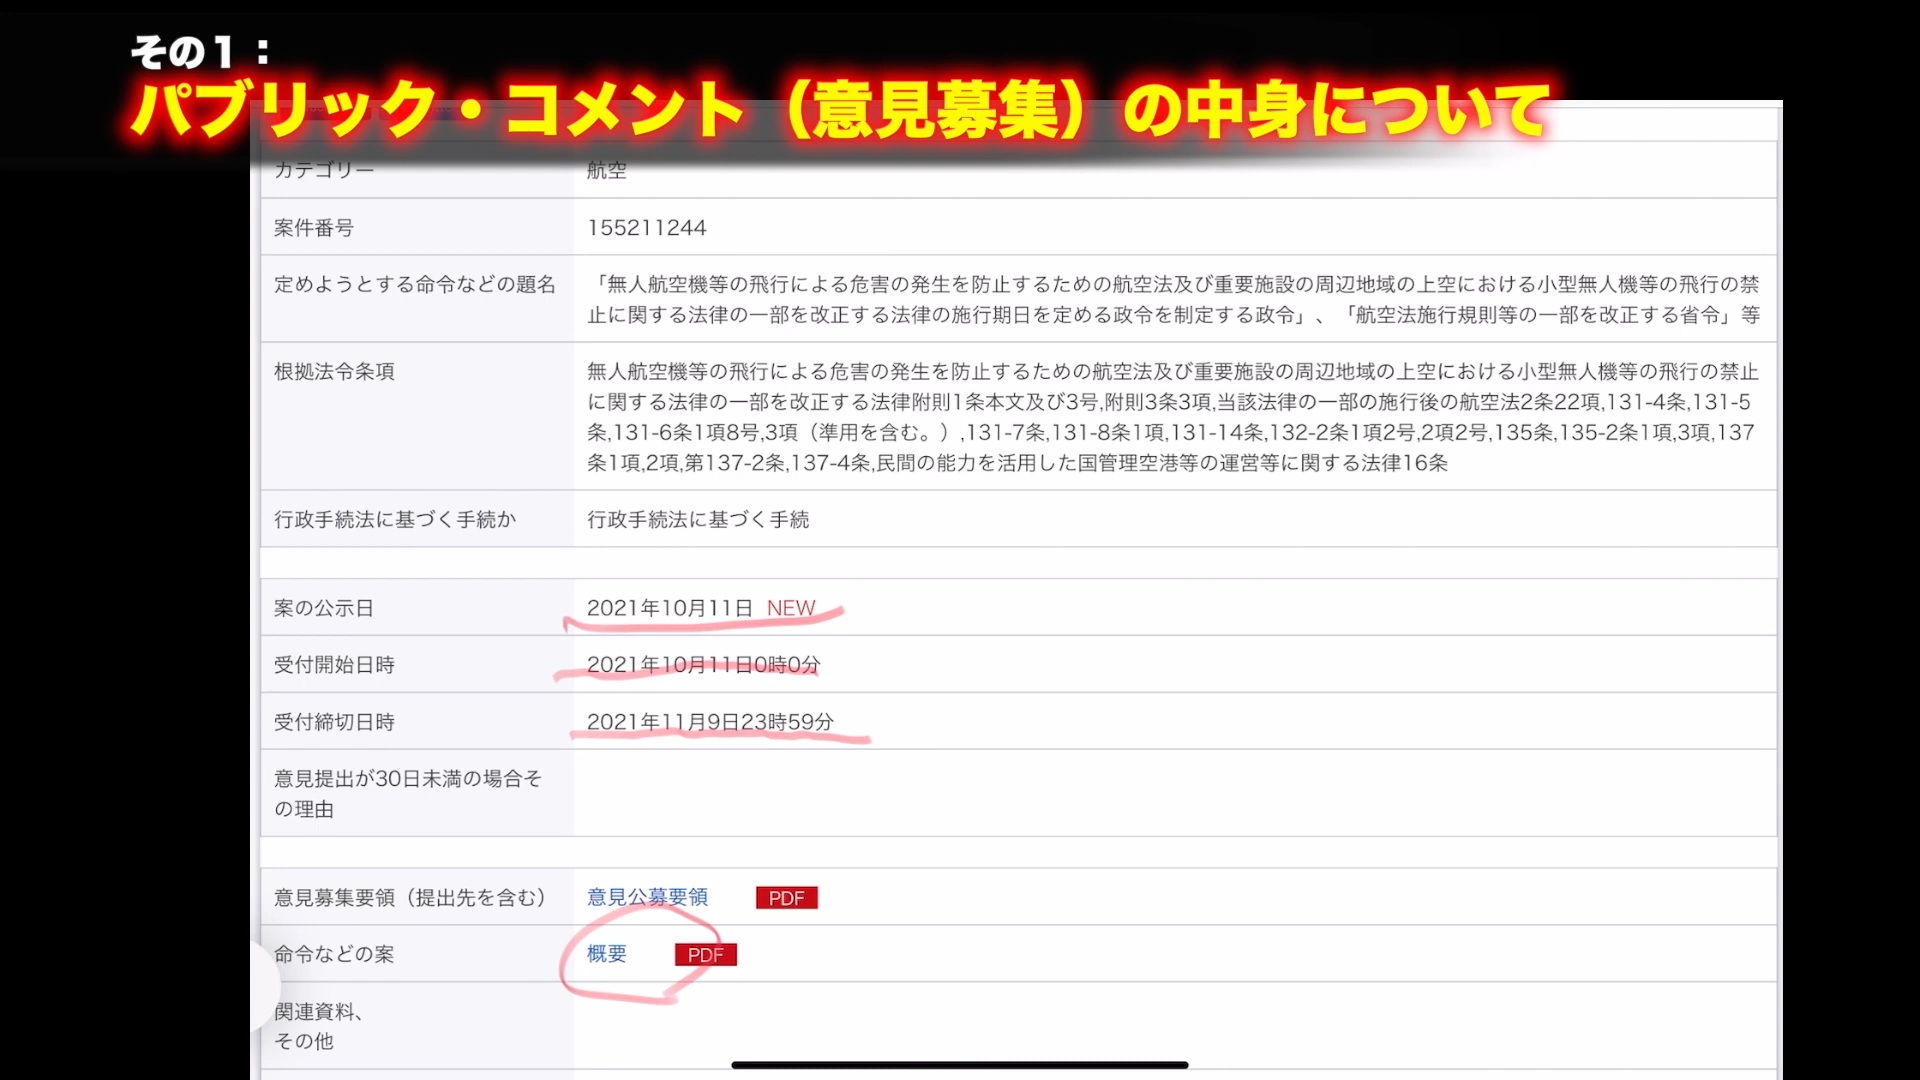 その1：
パブリック・コメント（意見募集）の中身について
カテゴリー
航空
案件番号
155211244
定めようとする命令などの題名
「無人航空機等の飛行による危害の発生を防止するための航空法及び重要施設の周辺地域の上空における小型無人機等の飛行の禁
止に関する法律の一部を改正する法律の施行期日を定める政令を制定する政令」、「航空法施行規則等の一部を改正する省令」等
根拠法令条項
無人航空機等の飛行による危害の発生を防止するための航空法及び重要施設の周辺地域の上空における小型無人機等の飛行の禁止
に関する法律の一部を改正する法律附則1条本文及び3号,附則3条3項,当該法律の一部の施行後の航空法2条22項,131-4条,131-5
条,131-6条1項8号,3項（準用を含む。）,131-7条,131-8条1項,131-14条,132-2条1項2号,2項2号,135条,135-2条1項,3項,137
条1項,2項,第137-2条,137-4条,民間の能力を活用した国管理空港等の運営等に関する法律16条
行政手続法に基づく手続か
行政手続法に基づく手続
案の公示日
2021年10月11日 NEW
受付開始日時
2021年10月11日0時0分
受付締切日時
2021年11月9日23時59分
意見提出が30日未満の場合そ
の理由
意見募集要領（提出先を含む）
意見公募要領 PDF
命令などの案
概要 PDF
関連資料、
その他